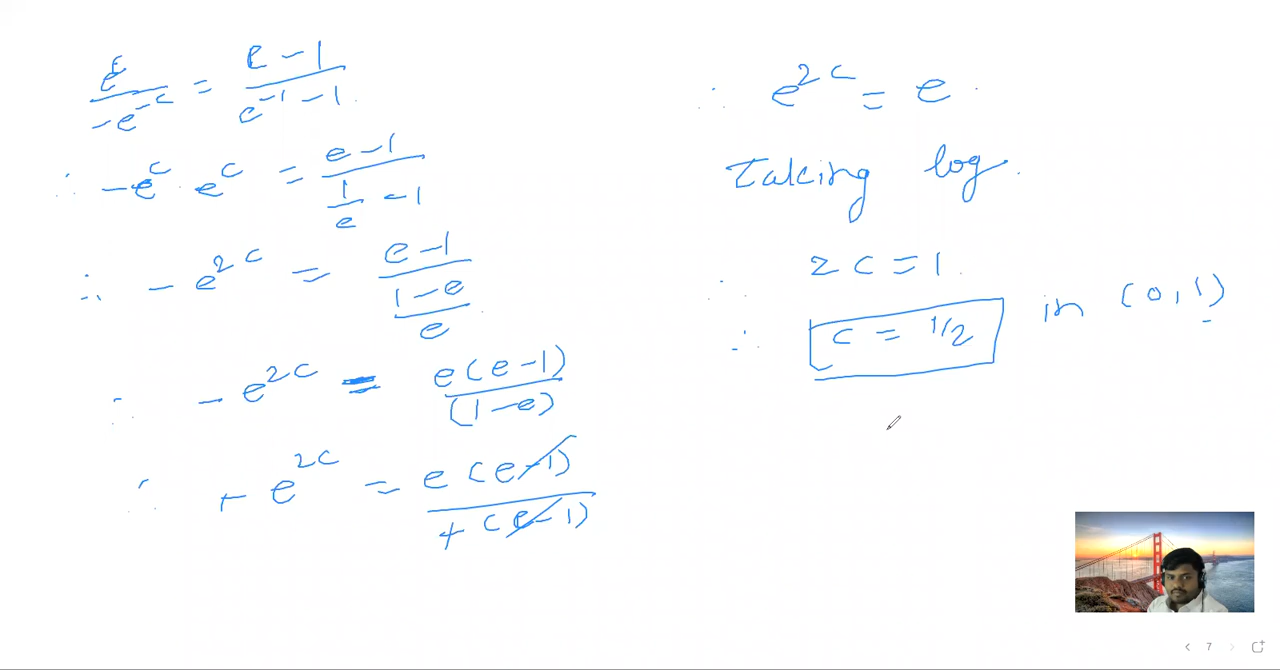 e^c / -e^-c = e - 1 / e^-1 - 1
∴ -e^c . e^c = e - 1 / 1/e - 1
∴ - e^2c = e - 1 / 1 - e / e
∴ - e^2c = e(e - 1) / (1 - e)
∴ + e^2c = e(e - 1) / +(e - 1)
∴ e^2c = e.
Taking log.
∴ 2c = 1.
∴ c = 1/2 in (0, 1)
< 7 >